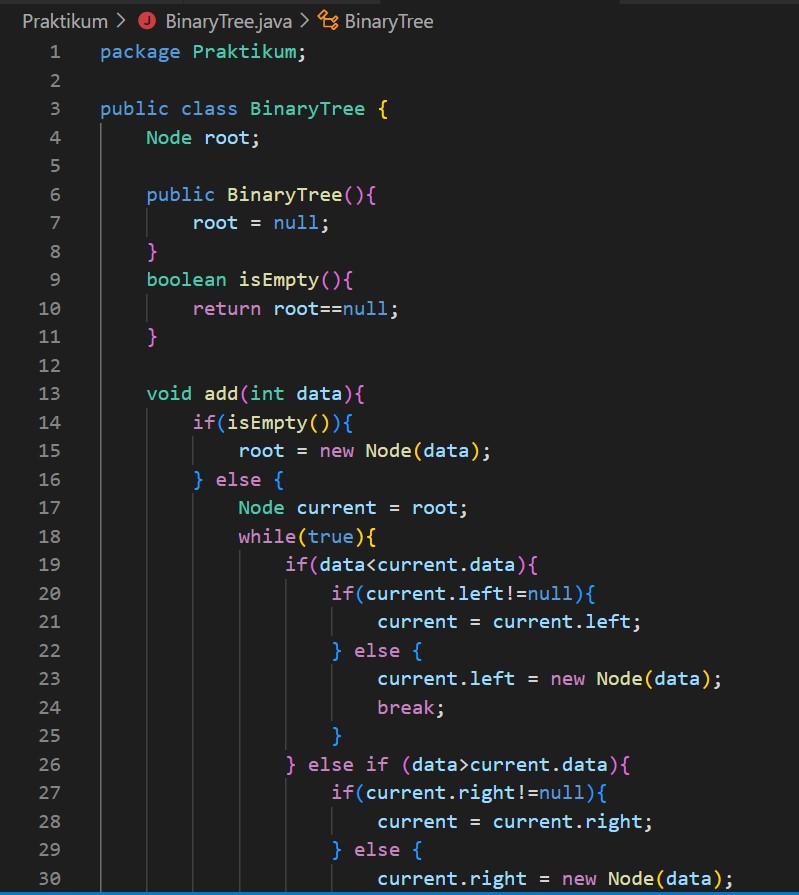 Praktikum > J BinaryTree.java > BinaryTree
1 package Praktikum;
2
3 public class BinaryTree {
4     Node root;
5
6     public BinaryTree(){
7         root = null;
8     }
9     boolean isEmpty(){
10         return root==null;
11     }
12
13     void add(int data){
14         if(isEmpty()){
15             root = new Node(data);
16         } else {
17             Node current = root;
18             while(true){
19                 if(data<current.data){
20                     if(current.left!=null){
21                         current = current.left;
22                     } else {
23                         current.left = new Node(data);
24                         break;
25                     }
26                 } else if (data>current.data){
27                     if(current.right!=null){
28                         current = current.right;
29                     } else {
30                         current.right = new Node(data);